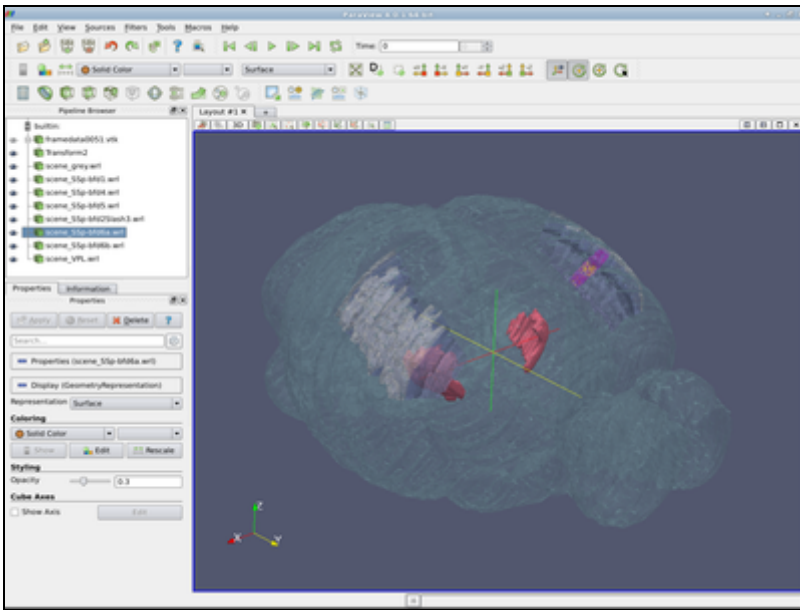 File Edit View Sources Filters Tools Macros Help
Time: 0
Solid Color Surface
Pipeline Browser
Layout #1
builtin:
3D
framedata0051.vtk
Transform2
scene_grey.wrl
scene_SSp-bfd1.wrl
scene_SSp-bfd4.wrl
scene_SSp-bfd5.wrl
scene_SSp-bfd2Slash3.wrl
scene_SSp-bfd6a.wrl
scene_SSp-bfd6b.wrl
scene_VPL.wrl
Properties Information
Properties
Apply Reset Delete ?
Search...
Properties (scene_SSp-bfd6a.wrl)
Display (GeometryRepresentation)
Representation Surface
Coloring
Solid Color
Show Edit Rescale
Styling
Opacity 0.3
Cube Axes
Show Axis Edit
Z
X Y